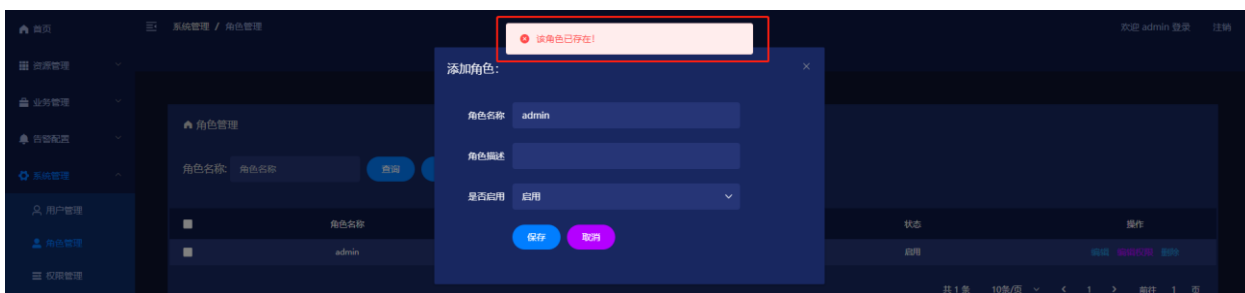 首页
系统管理 / 角色管理
欢迎 admin 登录
注销
该角色已存在!
资源管理
添加角色:
业务管理
角色名称 admin
角色管理
告警配置
角色描述
角色名称: 角色名称
查询
系统管理
是否启用 启用
用户管理
角色名称
状态
操作
保存
取消
角色管理
admin
启用
编辑 编辑权限 删除
权限管理
共 1 条 10条/页 < 1 > 前往 1 页